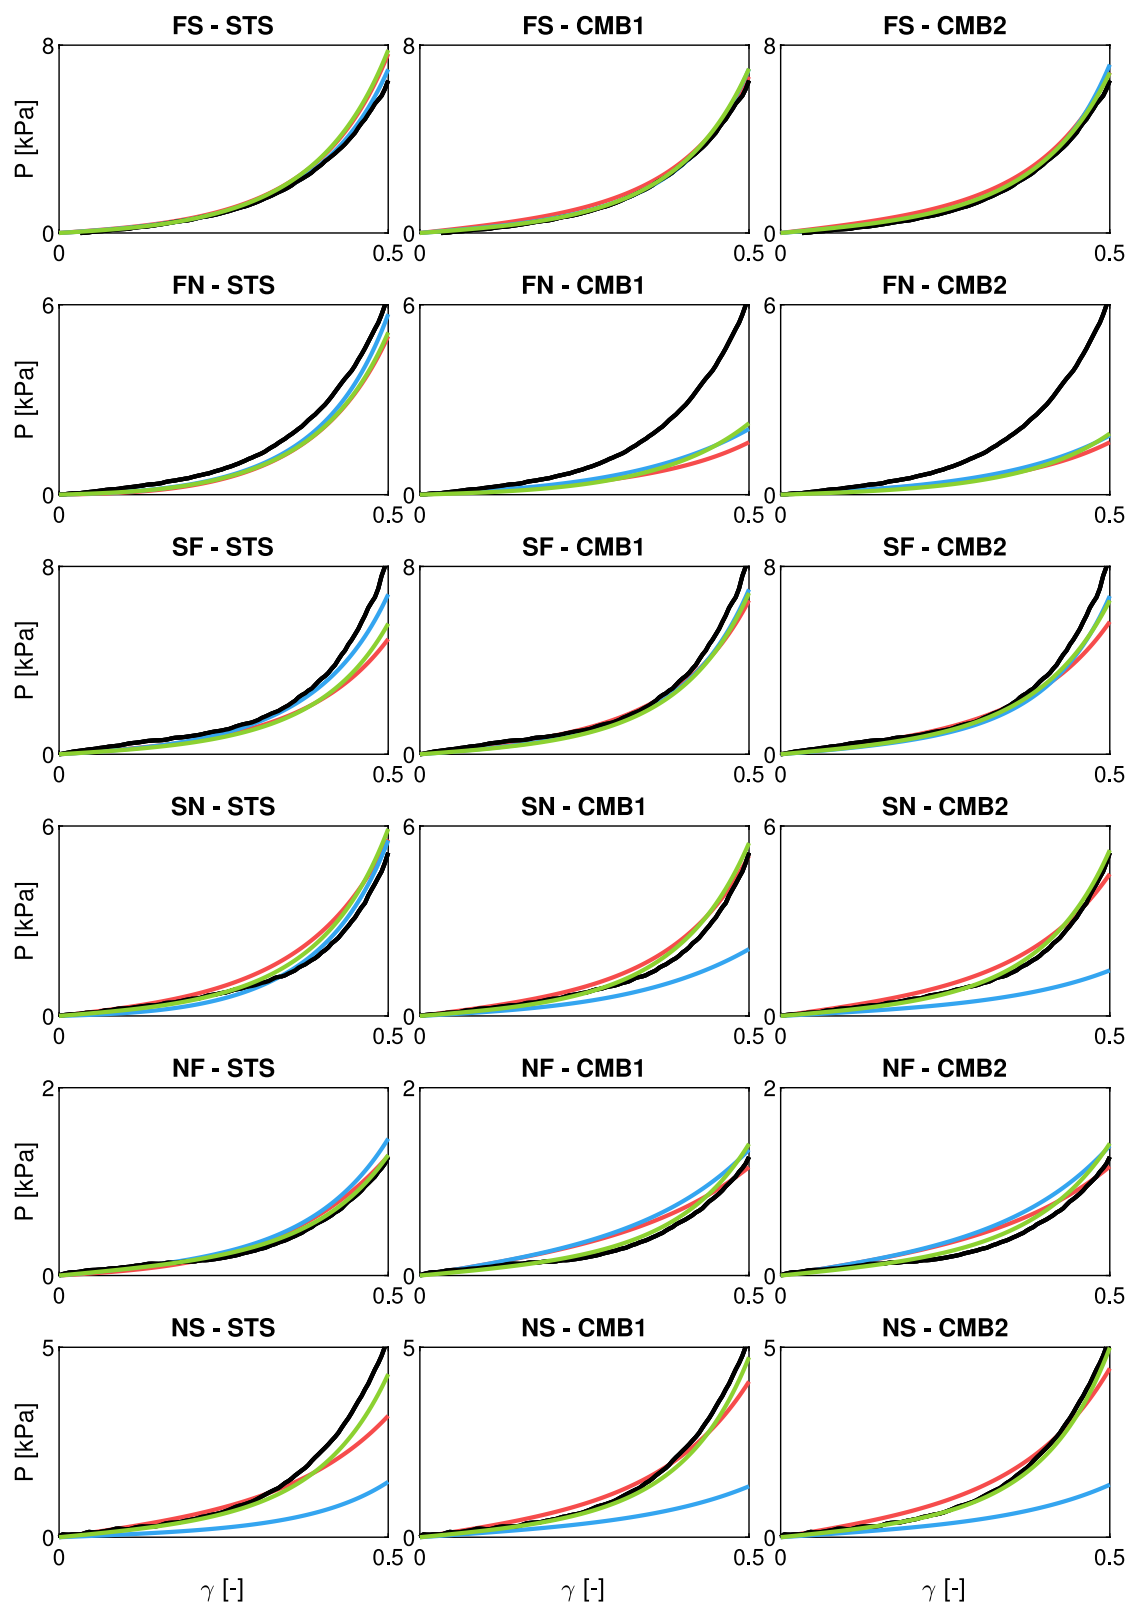 FS - STS FS - CMB1 FS - CMB2
8 8 8
P [kPa]
0 0 0
0 0.5 0 0.5 0 0.5
FN - STS FN - CMB1 FN - CMB2
6 6 6
P [kPa]
0 0 0
0 0.5 0 0.5 0 0.5
SF - STS SF - CMB1 SF - CMB2
8 8 8
P [kPa]
0 0 0
0 0.5 0 0.5 0 0.5
SN - STS SN - CMB1 SN - CMB2
6 6 6
P [kPa]
0 0 0
0 0.5 0 0.5 0 0.5
NF - STS NF - CMB1 NF - CMB2
2 2 2
P [kPa]
0 0 0
0 0.5 0 0.5 0 0.5
NS - STS NS - CMB1 NS - CMB2
5 5 5
P [kPa]
0 0 0
0 0.5 0 0.5 0 0.5
γ [-] γ [-] γ [-]